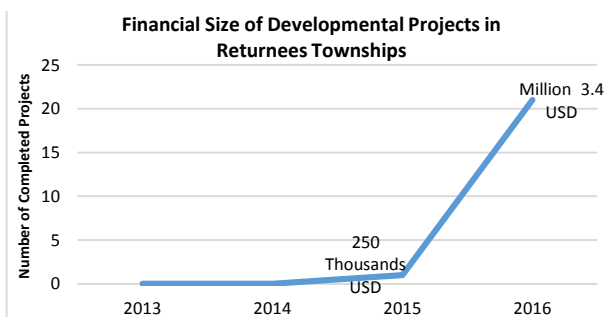 Financial Size of Developmental Projects in
Returnees Townships
Number of Completed Projects
25
20
15
10
5
0
Million 3.4
USD
250
Thousands
USD
2013 2014 2015 2016